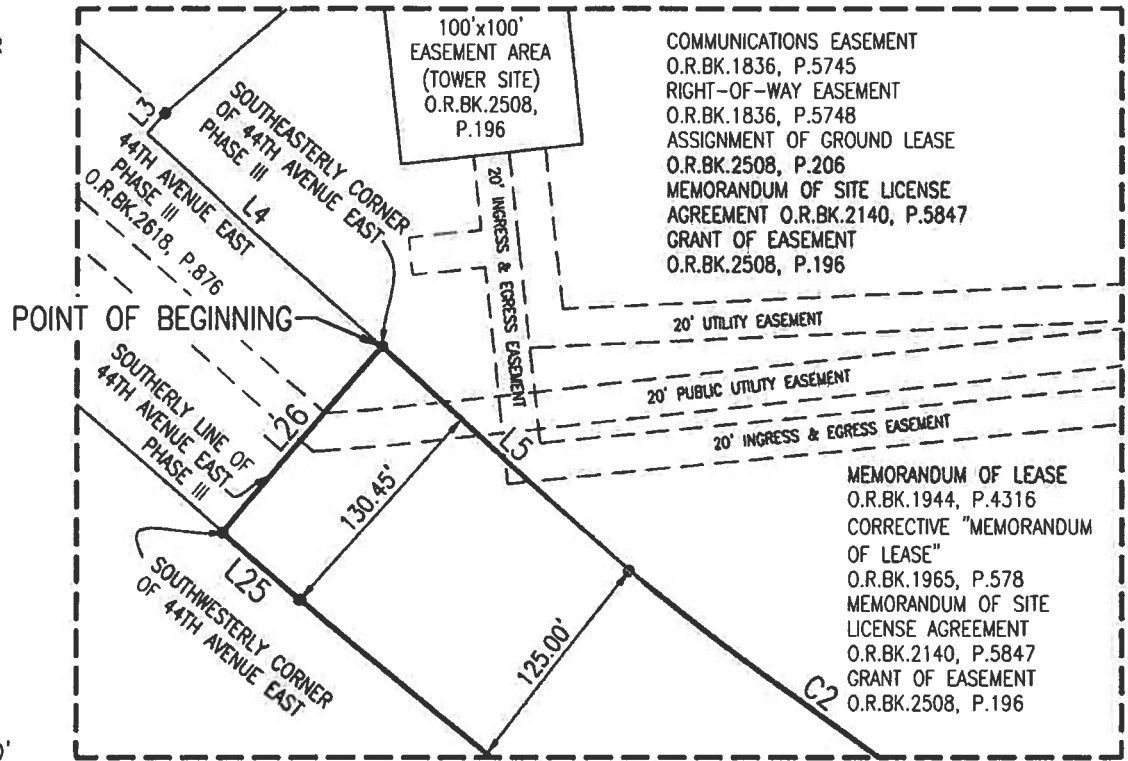 100'x100'
EASEMENT AREA
(TOWER SITE)
O.R.BK.2508,
P.196
COMMUNICATIONS EASEMENT
O.R.BK.1836, P.5745
RIGHT-OF-WAY EASEMENT
O.R.BK.1836, P.5748
ASSIGNMENT OF GROUND LEASE
O.R.BK.2508, P.206
MEMORANDUM OF SITE LICENSE
AGREEMENT O.R.BK.2140, P.5847
GRANT OF EASEMENT
O.R.BK.2508, P.196
SOUTHEASTERLY CORNER
OF 44TH AVENUE EAST
PHASE III
L3
44TH AVENUE EAST
PHASE III
O.R.BK.2618, P.876
L4
20' INGRESS & EGRESS EASEMENT
POINT OF BEGINNING
20' UTILITY EASEMENT
20' PUBLIC UTILITY EASEMENT
20' INGRESS & EGRESS EASEMENT
SOUTHERLY LINE OF
44TH AVENUE EAST
PHASE III
L26
L5
130.45'
MEMORANDUM OF LEASE
O.R.BK.1944, P.4316
CORRECTIVE "MEMORANDUM
OF LEASE"
O.R.BK.1965, P.578
MEMORANDUM OF SITE
LICENSE AGREEMENT
O.R.BK.2140, P.5847
GRANT OF EASEMENT
O.R.BK.2508, P.196
L25
SOUTHWESTERLY CORNER
OF 44TH AVENUE EAST
125.00'
C2